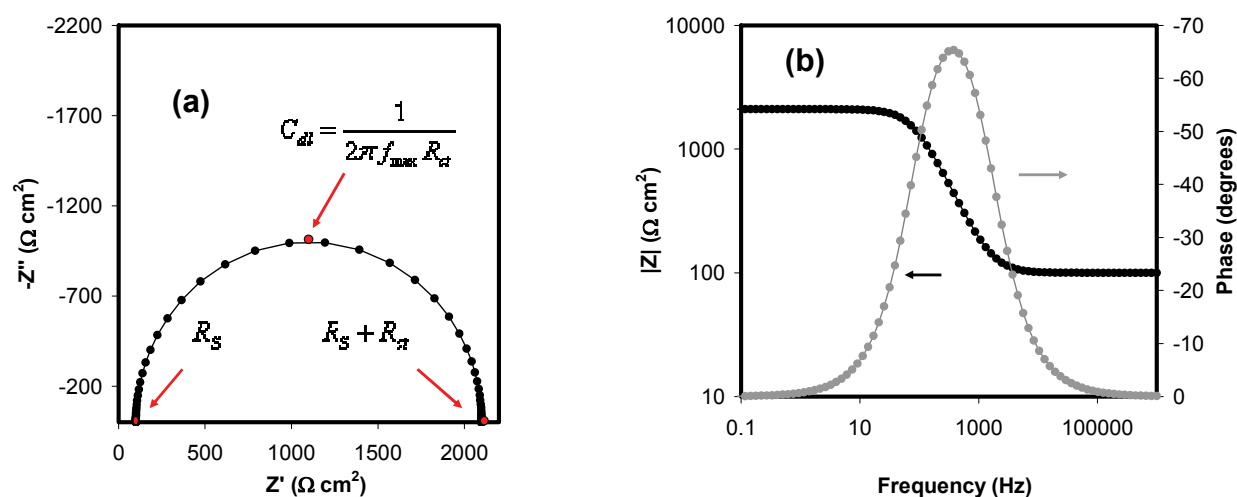 (a)
-2200
-1700
-1200
-700
-200
-Z'' (Ω cm²)
C_dl = 1 / (2π f_max R_ct)
R_S
R_S + R_ct
0 500 1000 1500 2000
Z' (Ω cm²)
(b)
10000
1000
100
10
|Z| (Ω cm²)
-70
-60
-50
-40
-30
-20
-10
0
Phase (degrees)
0.1 10 1000 100000
Frequency (Hz)